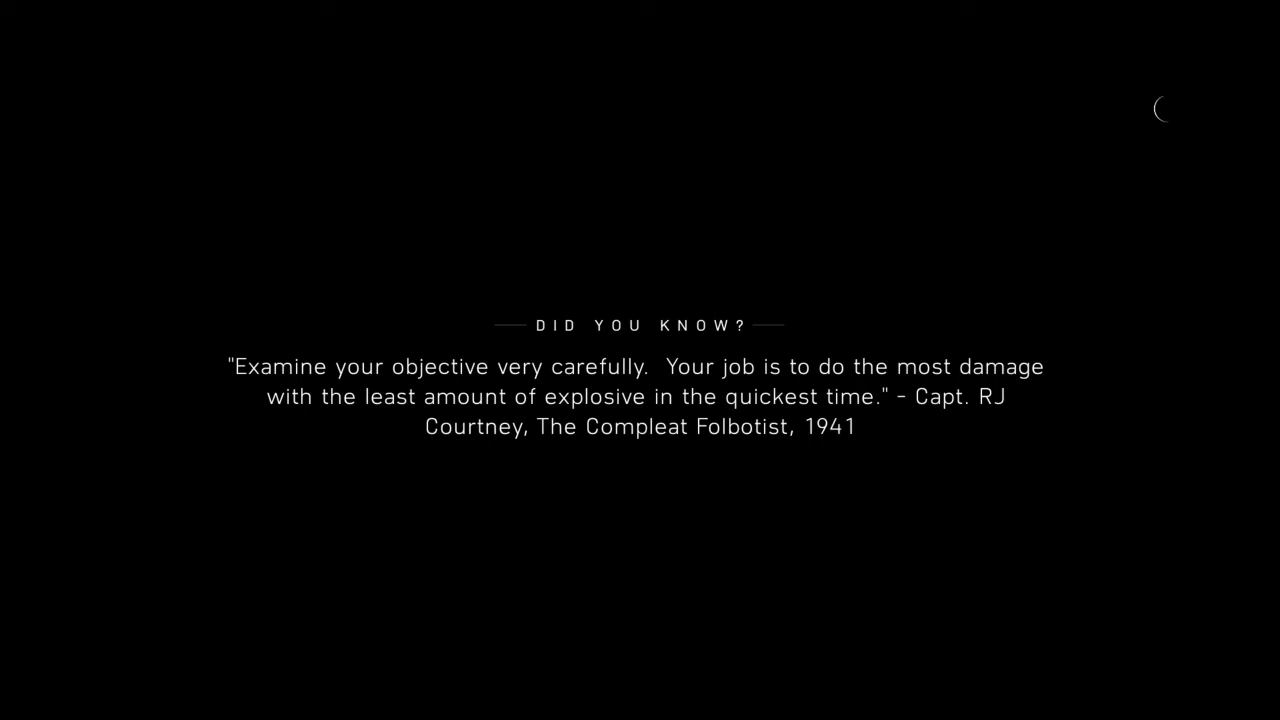 DID YOU KNOW?
"Examine your objective very carefully.  Your job is to do the most damage
with the least amount of explosive in the quickest time." - Capt. RJ
Courtney, The Compleat Folbotist, 1941